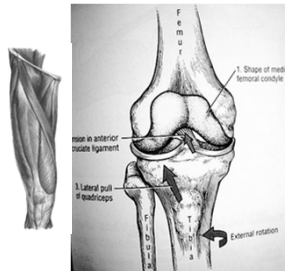 Femur
1. Shape of medi
femoral condyle
nsion in anterior
cruciate ligament
3. Lateral pull
of quadriceps
Fibula
Tibia
External rotation